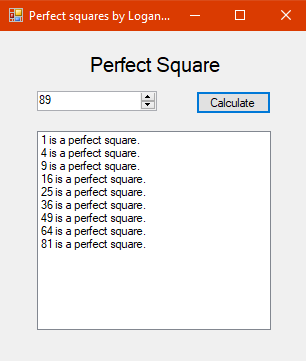 Perfect squares by Logan...
Perfect Square
89
Calculate
1 is a perfect square.
4 is a perfect square.
9 is a perfect square.
16 is a perfect square.
25 is a perfect square.
36 is a perfect square.
49 is a perfect square.
64 is a perfect square.
81 is a perfect square.